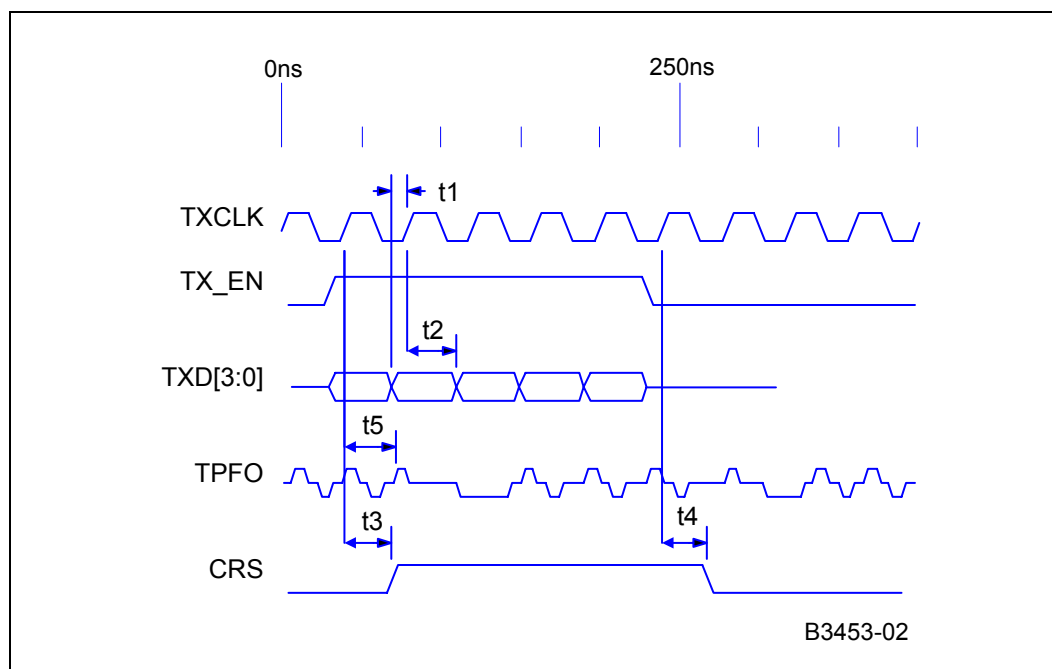 0ns 250ns
t1
TXCLK
TX_EN
t2
TXD[3:0]
t5
TPFO
t3 t4
CRS
B3453-02